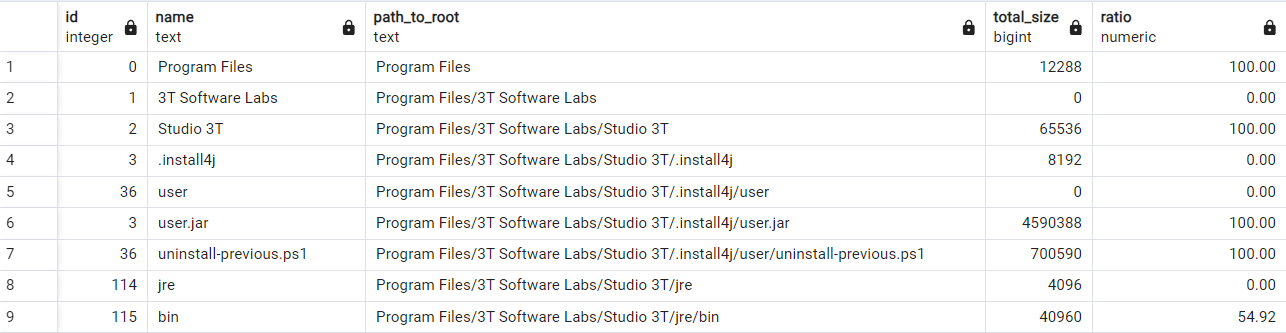 id name path_to_root total_size ratio
integer text text bigint numeric
1 0 Program Files Program Files 12288 100.00
2 1 3T Software Labs Program Files/3T Software Labs 0 0.00
3 2 Studio 3T Program Files/3T Software Labs/Studio 3T 65536 100.00
4 3 .install4j Program Files/3T Software Labs/Studio 3T/.install4j 8192 0.00
5 36 user Program Files/3T Software Labs/Studio 3T/.install4j/user 0 0.00
6 3 user.jar Program Files/3T Software Labs/Studio 3T/.install4j/user.jar 4590388 100.00
7 36 uninstall-previous.ps1 Program Files/3T Software Labs/Studio 3T/.install4j/user/uninstall-previous.ps1 700590 100.00
8 114 jre Program Files/3T Software Labs/Studio 3T/jre 4096 0.00
9 115 bin Program Files/3T Software Labs/Studio 3T/jre/bin 40960 54.92